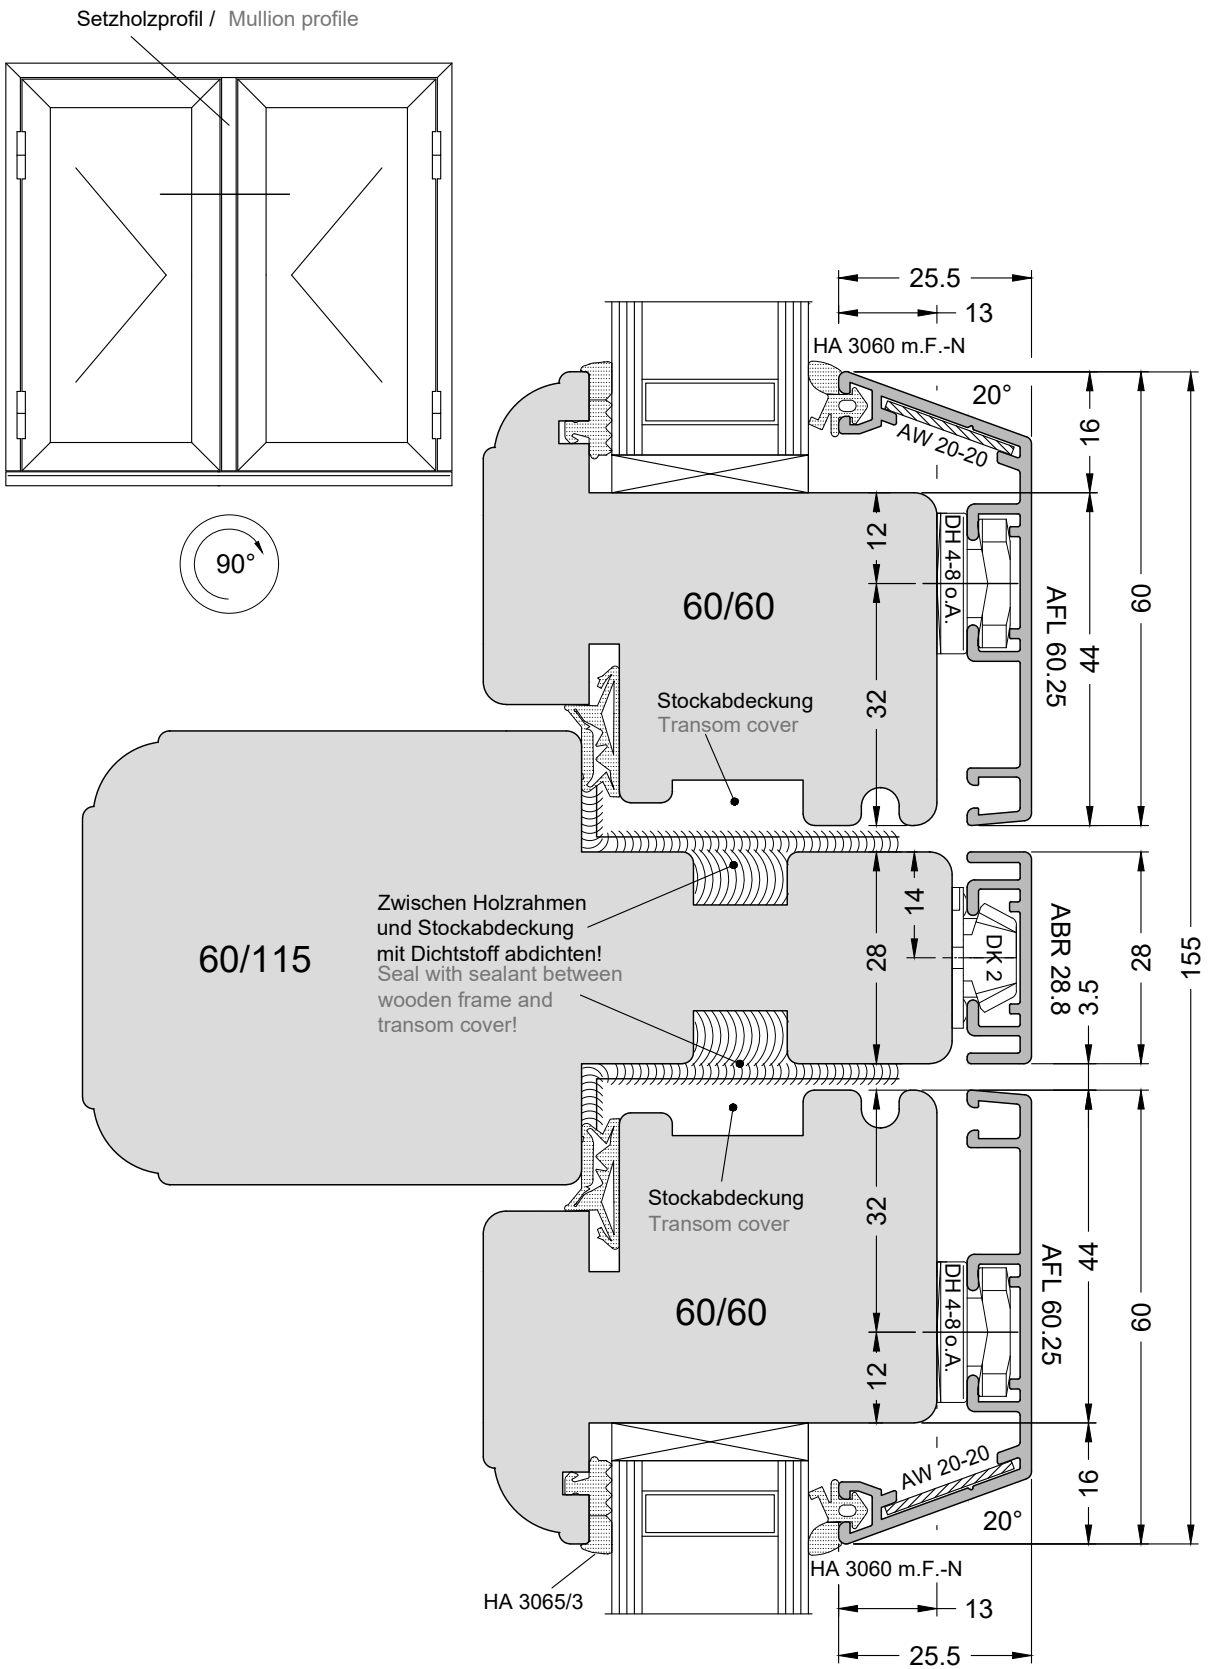 Setzholzprofil / Mullion profile
90°
25.5
13
HA 3060 m.F.-N
20°
AW 20-20
16
60
155
12
DH 4-8 o.A.
60/60
AFL 60.25
44
32
Stockabdeckung
Transom cover
Zwischen Holzrahmen
und Stockabdeckung
mit Dichtstoff abdichten!
Seal with sealant between
wooden frame and
transom cover!
60/115
14
28
DK 2
ABR 28.8
3.5
28
Stockabdeckung
Transom cover
32
44
60/60
DH 4-8 o.A.
AFL 60.25
60
12
AW 20-20
16
20°
HA 3060 m.F.-N
HA 3065/3
13
25.5